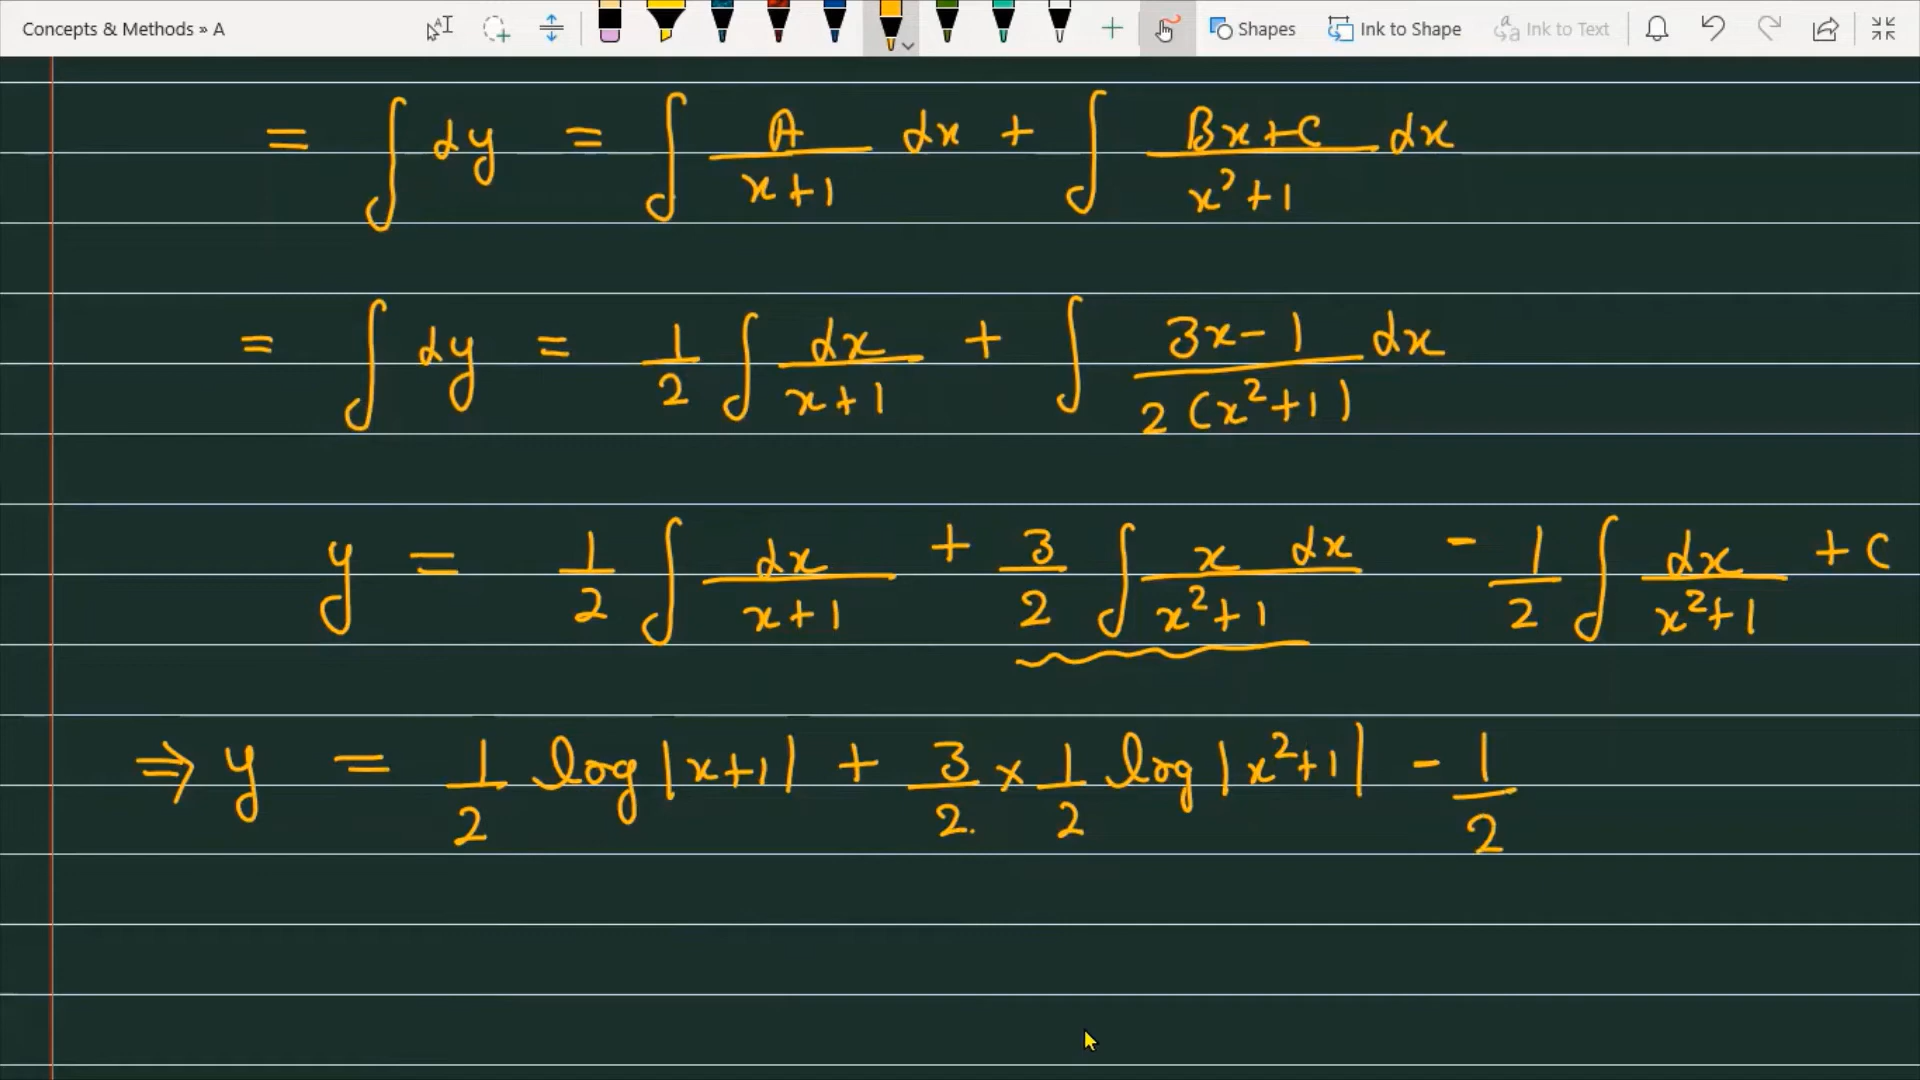 Concepts & Methods » A Shapes Ink to Shape Ink to Text
= ∫ dy = ∫ A/(x+1) dx + ∫ (Bx+C)/(x²+1) dx
= ∫ dy = 1/2 ∫ dx/(x+1) + ∫ (3x-1)/(2(x²+1)) dx
y = 1/2 ∫ dx/(x+1) + 3/2 ∫ x dx/(x²+1) - 1/2 ∫ dx/(x²+1) + C
⇒ y = 1/2 log|x+1| + 3/2 × 1/2 log|x²+1| - 1/2